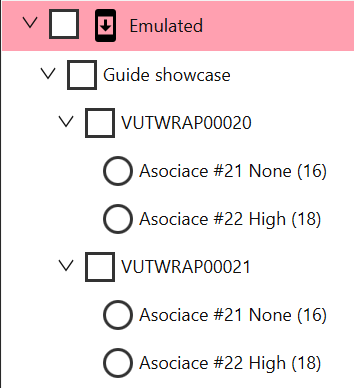 Emulated
Guide showcase
VUTWRAP00020
Asociace #21 None (16)
Asociace #22 High (18)
VUTWRAP00021
Asociace #21 None (16)
Asociace #22 High (18)